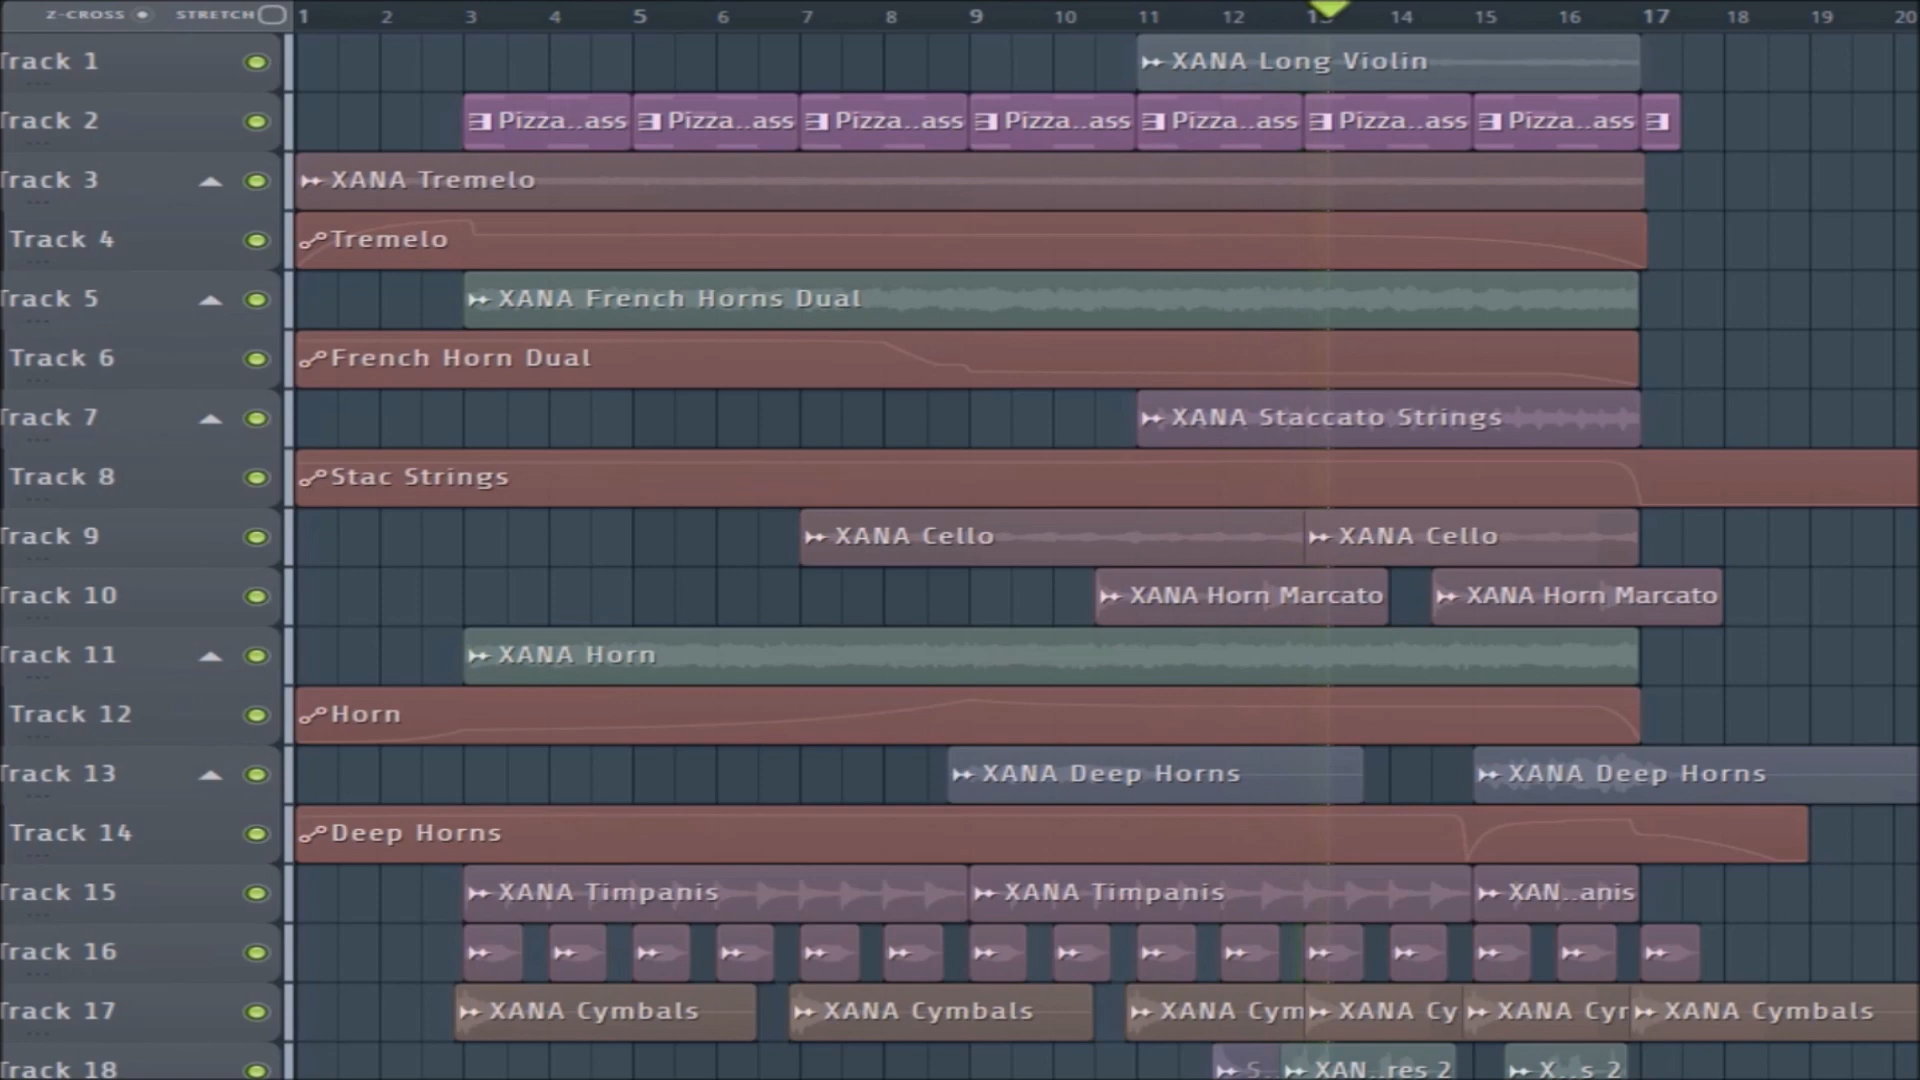 Z-CROSS STRETCH 1 2 3 4 5 6 7 8 9 10 11 12 14 15 16 17 18 19 20
Track 1 XANA Long Violin
Track 2 Pizza..ass Pizza..ass Pizza..ass Pizza..ass Pizza..ass Pizza..ass Pizza..ass
Track 3 XANA Tremelo
Track 4 Tremelo
Track 5 XANA French Horns Dual
Track 6 French Horn Dual
Track 7 XANA Staccato Strings
Track 8 Stac Strings
Track 9 XANA Cello XANA Cello
Track 10 XANA Horn Marcato XANA Horn Marcato
Track 11 XANA Horn
Track 12 Horn
Track 13 XANA Deep Horns XANA Deep Horns
Track 14 Deep Horns
Track 15 XANA Timpanis XANA Timpanis XAN..anis
Track 16
Track 17 XANA Cymbals XANA Cymbals XANA Cym XANA Cy XANA Cyr XANA Cymbals
Track 18 S.. XAN..res 2 X..s 2